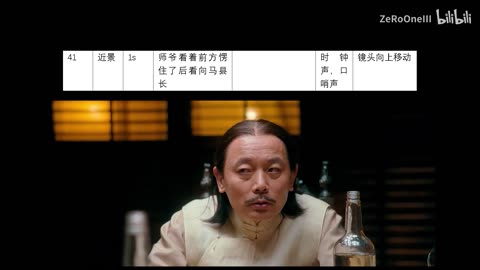 ZeRoOneIII bilibili
41 近景 1s 师爷看着前方愣 时钟
住了后看向马县 声、口
长 哨声 镜头向上移动